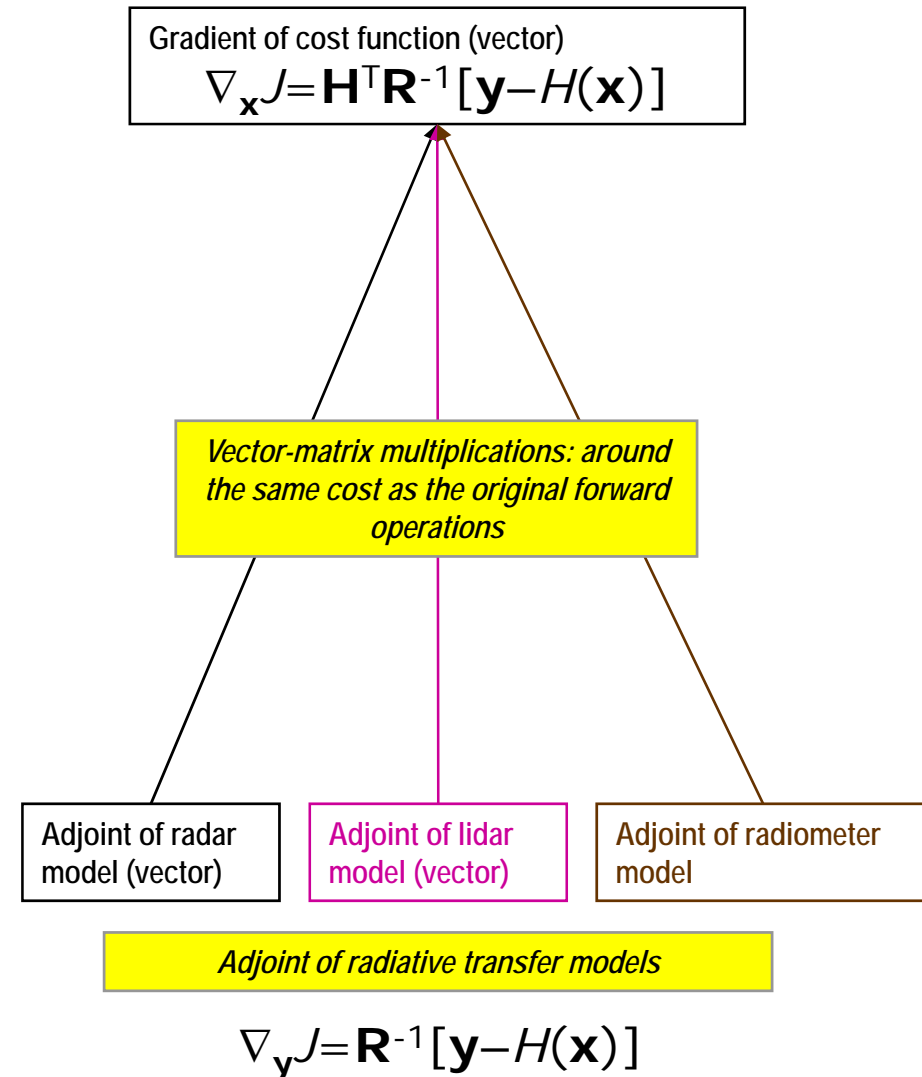 Gradient of cost function (vector)
∇ₓJ=HᵀR⁻¹[y–H(x)]
Vector-matrix multiplications: around
the same cost as the original forward
operations
Adjoint of radar
model (vector)
Adjoint of lidar
model (vector)
Adjoint of radiometer
model
Adjoint of radiative transfer models
∇_yJ=R⁻¹[y–H(x)]